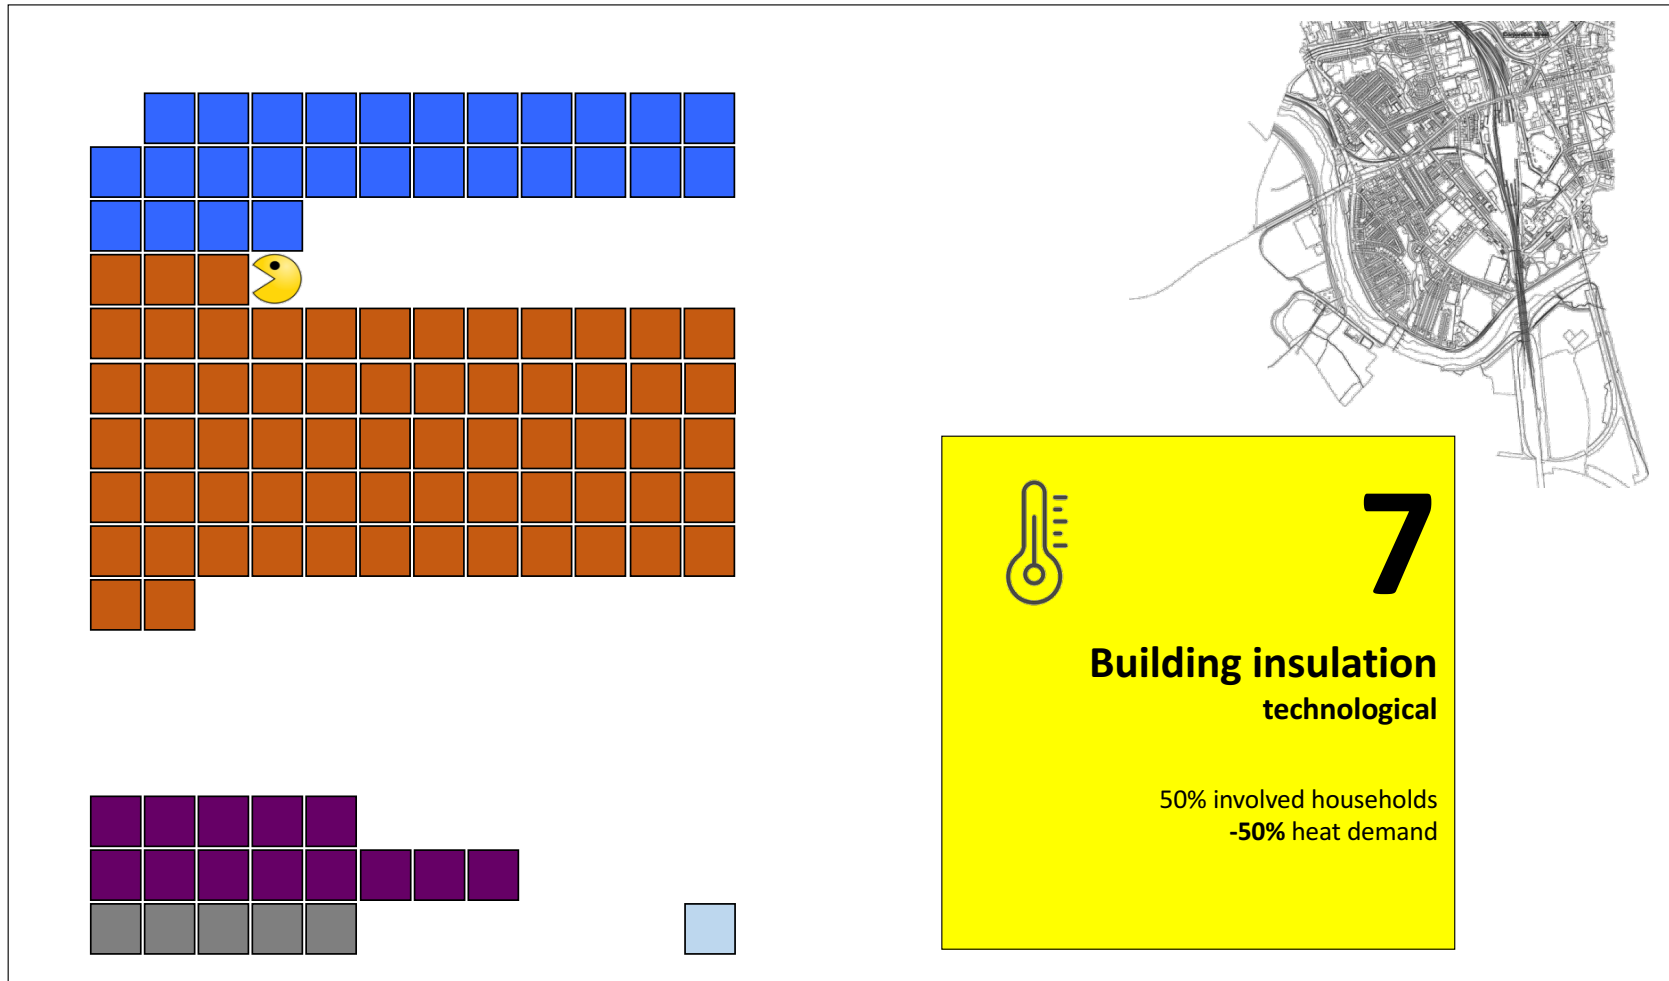 7
Building insulation
technological
50% involved households
-50% heat demand